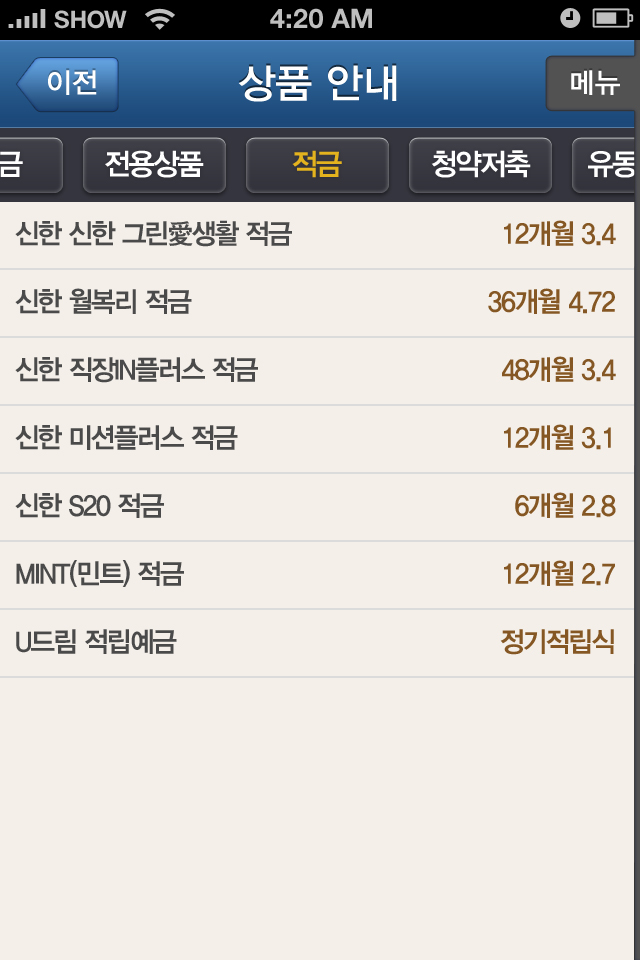 SHOW 4:20 AM
이전 상품 안내 메뉴
금 전용상품 적금 청약저축 유동
신한 신한 그린愛생활 적금 12개월 3.4
신한 월복리 적금 36개월 4.72
신한 직장IN플러스 적금 48개월 3.4
신한 미션플러스 적금 12개월 3.1
신한 S20 적금 6개월 2.8
MINT(민트) 적금 12개월 2.7
U드림 적립예금 정기적립식